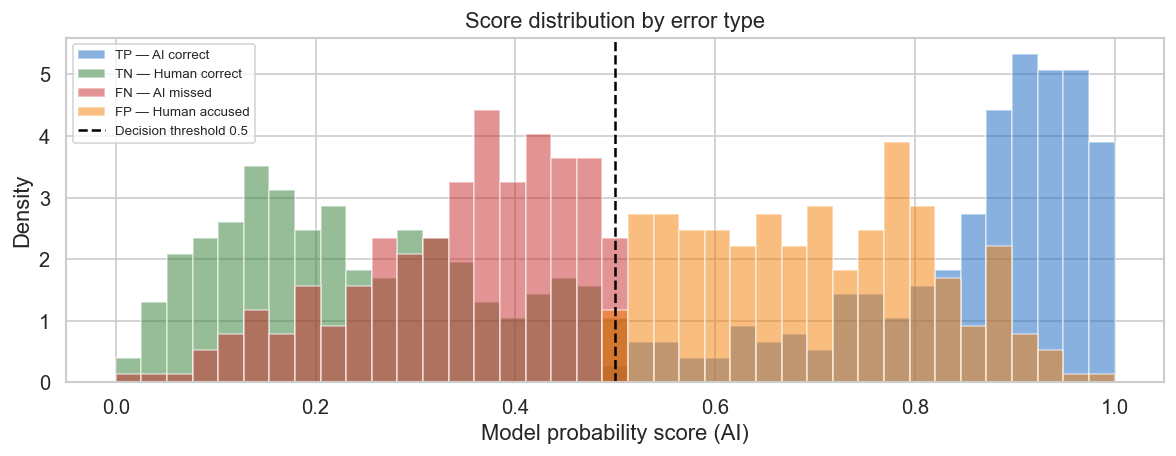 Score distribution by error type
TP — AI correct
TN — Human correct
FN — AI missed
FP — Human accused
Decision threshold 0.5
Density
5
4
3
2
1
0
0.0 0.2 0.4 0.6 0.8 1.0
Model probability score (AI)